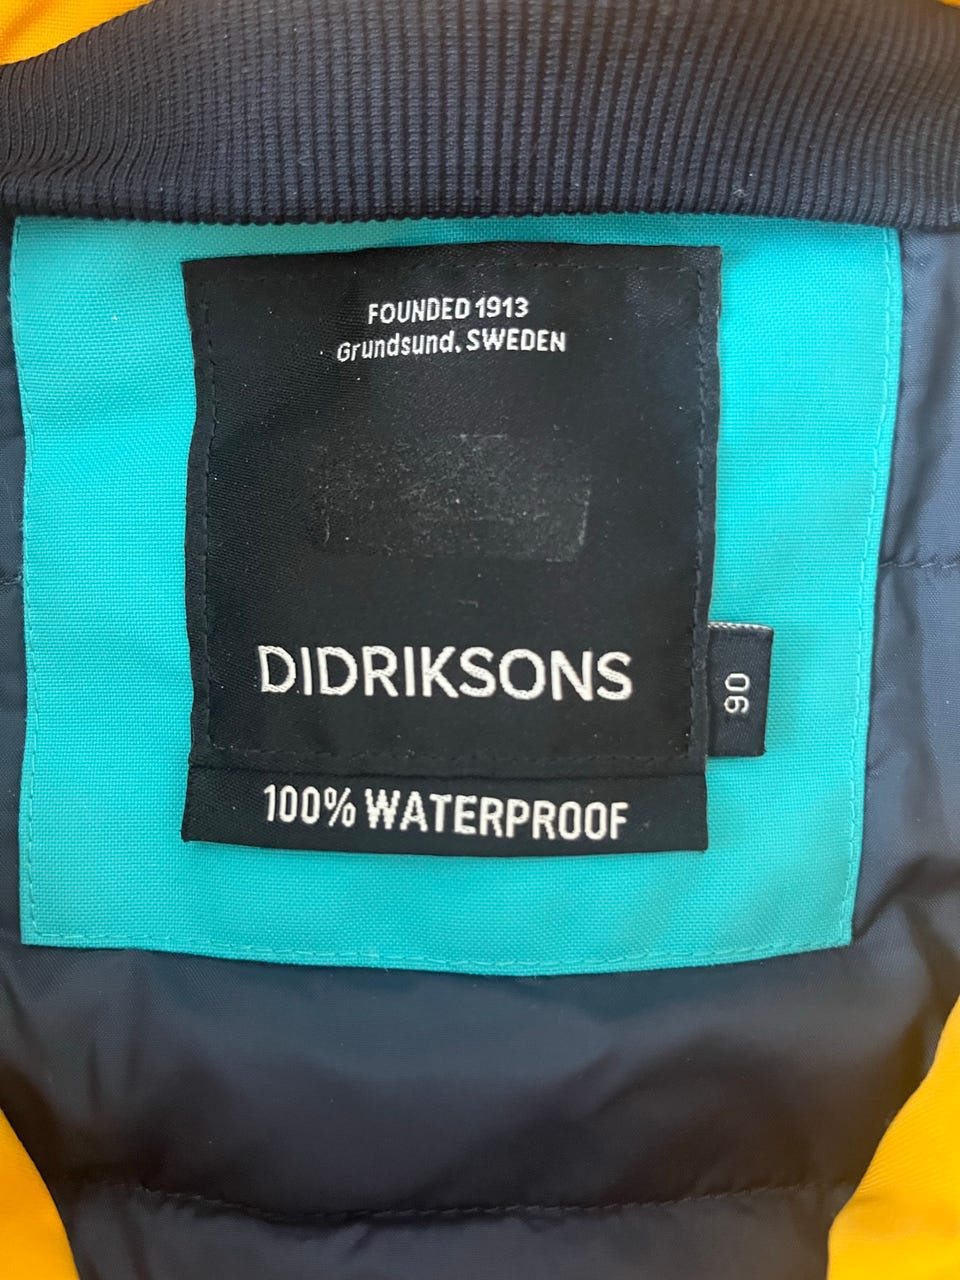 FOUNDED 1913
Grundsund, SWEDEN
DIDRIKSONS
90
100% WATERPROOF